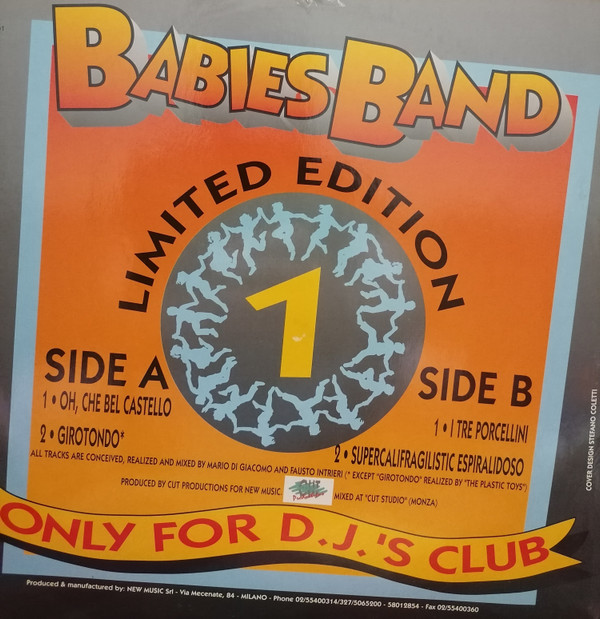 BABIES BAND
LIMITED EDITION
1
SIDE A
1 • OH, CHE BEL CASTELLO
2 • GIROTONDO*
SIDE B
1 • I TRE PORCELLINI
2 • SUPERCALIFRAGILISTIC ESPIRALIDOSO
ALL TRACKS ARE CONCEIVED, REALIZED AND MIXED BY MARIO DI GIACOMO AND FAUSTO INTRIERI (* EXCEPT "GIROTONDO" REALIZED BY "THE PLASTIC TOYS")
PRODUCED BY CUT PRODUCTIONS FOR NEW MUSIC MIXED AT "CUT STUDIO" (MONZA)
ONLY FOR D.J.'S CLUB
Produced & manufactured by: NEW MUSIC Srl - Via Mecenate, 84 - MILANO - Phone 02/55400314/327/5065200 - 58012854 - Fax 02/55400360
COVER DESIGN STEFANO COLETTI